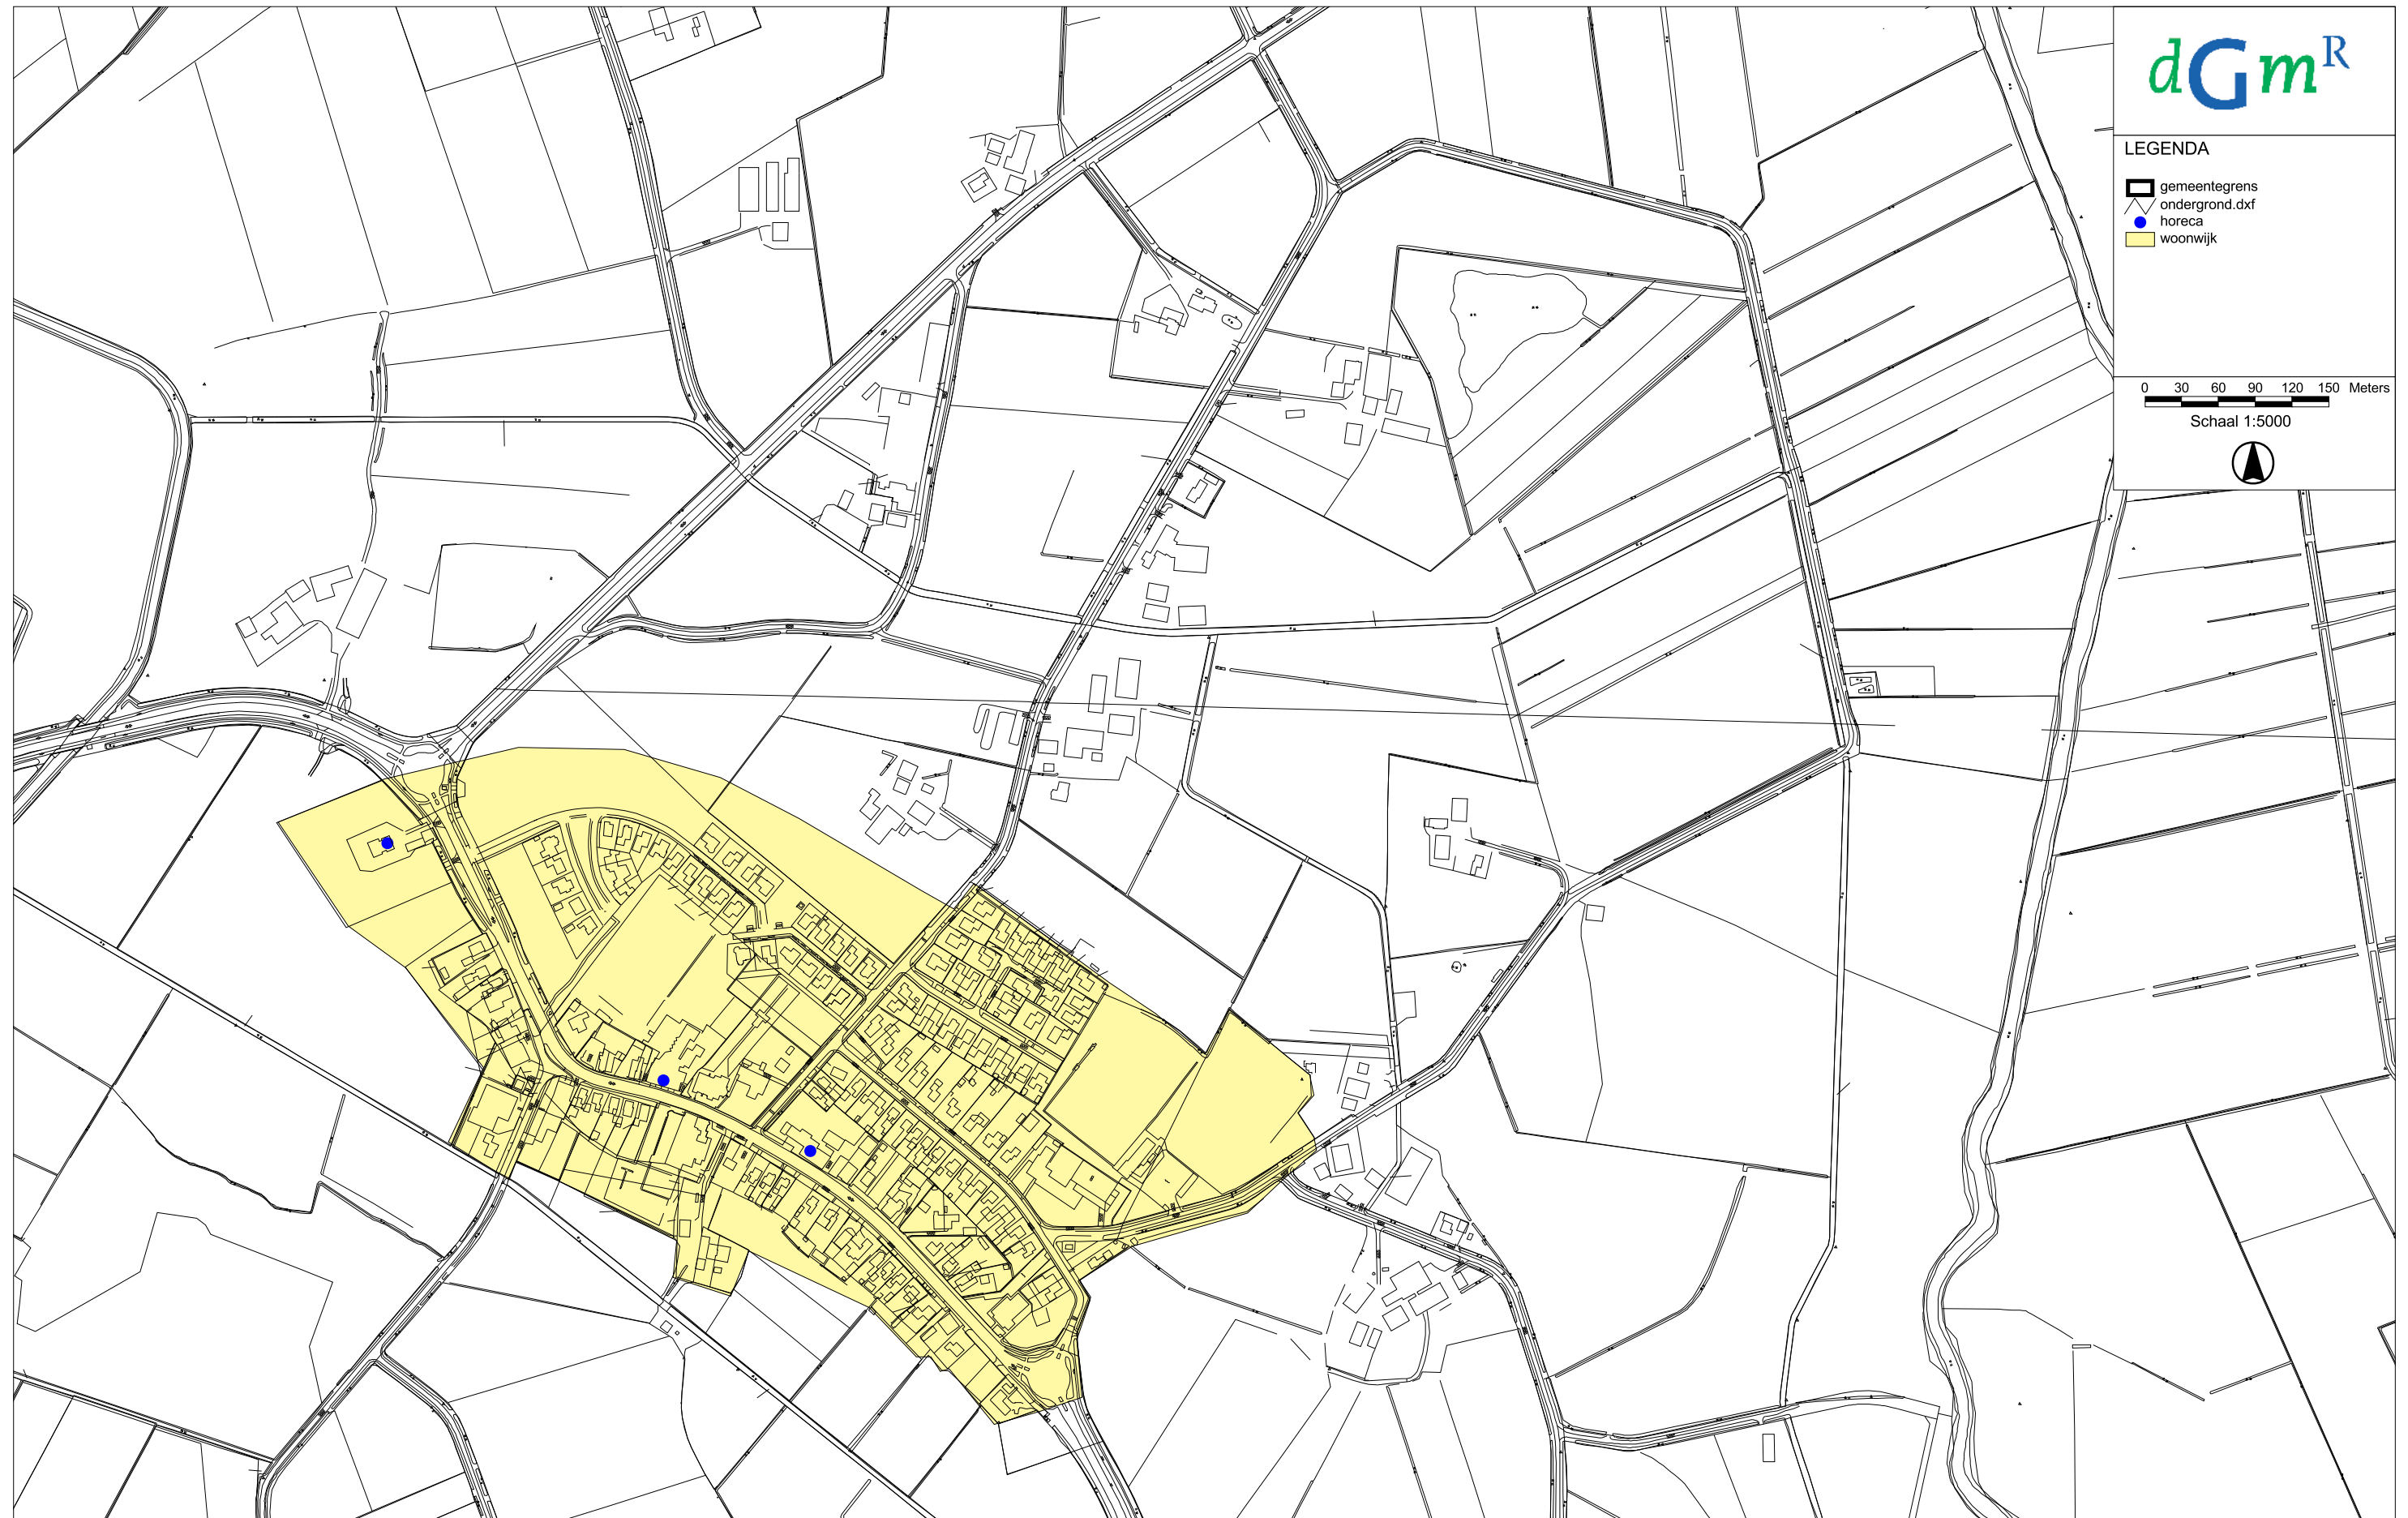 dGmR
LEGENDA
gemeentegrens
ondergrond.dxf
horeca
woonwijk
0 30 60 90 120 150 Meters
Schaal 1:5000